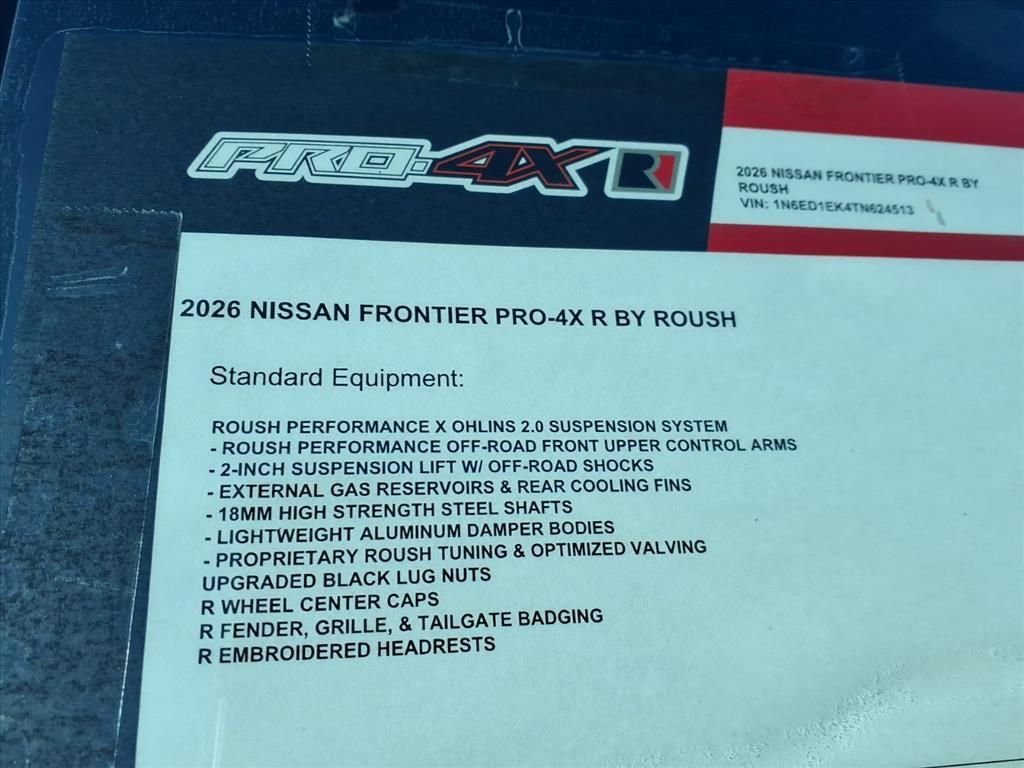 PRO-4X R
2026 NISSAN FRONTIER PRO-4X R BY
ROUSH
VIN: 1N6ED1EK4TN624513
2026 NISSAN FRONTIER PRO-4X R BY ROUSH
Standard Equipment:
ROUSH PERFORMANCE X OHLINS 2.0 SUSPENSION SYSTEM
- ROUSH PERFORMANCE OFF-ROAD FRONT UPPER CONTROL ARMS
- 2-INCH SUSPENSION LIFT W/ OFF-ROAD SHOCKS
- EXTERNAL GAS RESERVOIRS & REAR COOLING FINS
- 18MM HIGH STRENGTH STEEL SHAFTS
- LIGHTWEIGHT ALUMINUM DAMPER BODIES
- PROPRIETARY ROUSH TUNING & OPTIMIZED VALVING
UPGRADED BLACK LUG NUTS
R WHEEL CENTER CAPS
R FENDER, GRILLE, & TAILGATE BADGING
R EMBROIDERED HEADRESTS